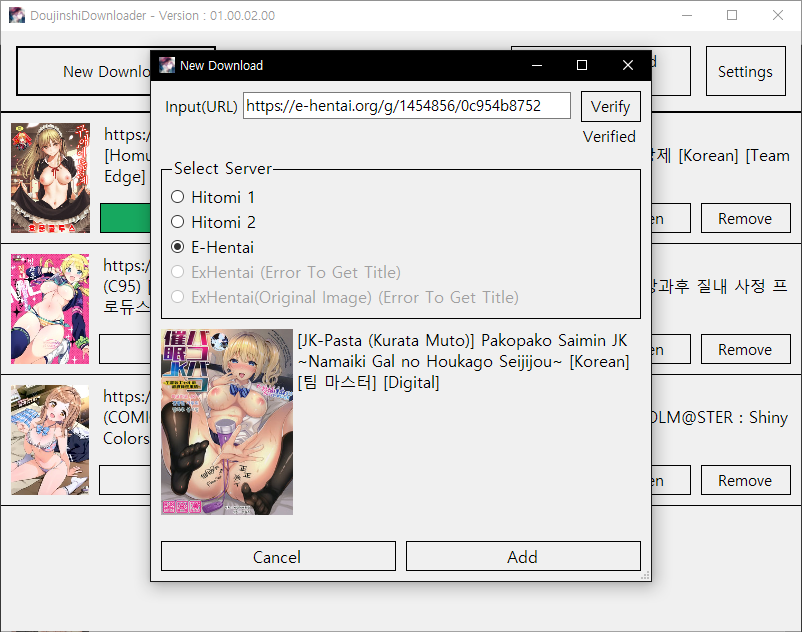 DoujinshiDownloader - Version : 01.00.02.00
New Downlo
d
Settings
New Download
Input(URL) https://e-hentai.org/g/1454856/0c954b8752 Verify
Verified
Select Server
Hitomi 1
Hitomi 2
E-Hentai
ExHentai (Error To Get Title)
ExHentai(Original Image) (Error To Get Title)
[JK-Pasta (Kurata Muto)] Pakopako Saimin JK
~Namaiki Gal no Houkago Seijijou~ [Korean]
[팀 마스터] [Digital]
Cancel
Add
https:/
[Homu
제 [Korean] [Team
Edge]
en
Remove
https:/
(C95) [
방과후 질내 사정 프
로듀스
en
Remove
https:/
(COMI
OLM@STER : Shiny
Colors
en
Remove